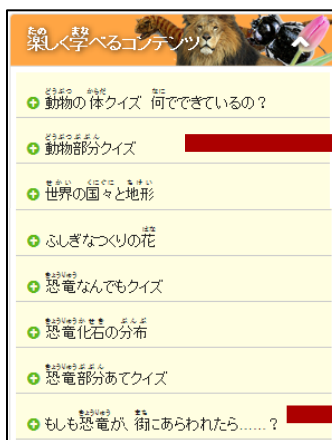 楽しく学べるコンテンツ
動物の体クイズ 何でできているの？
動物部分クイズ
世界の国々と地形
ふしぎなつくりの花
恐竜なんでもクイズ
恐竜化石の分布
恐竜部分あてクイズ
もしも恐竜が、街にあらわれたら……？